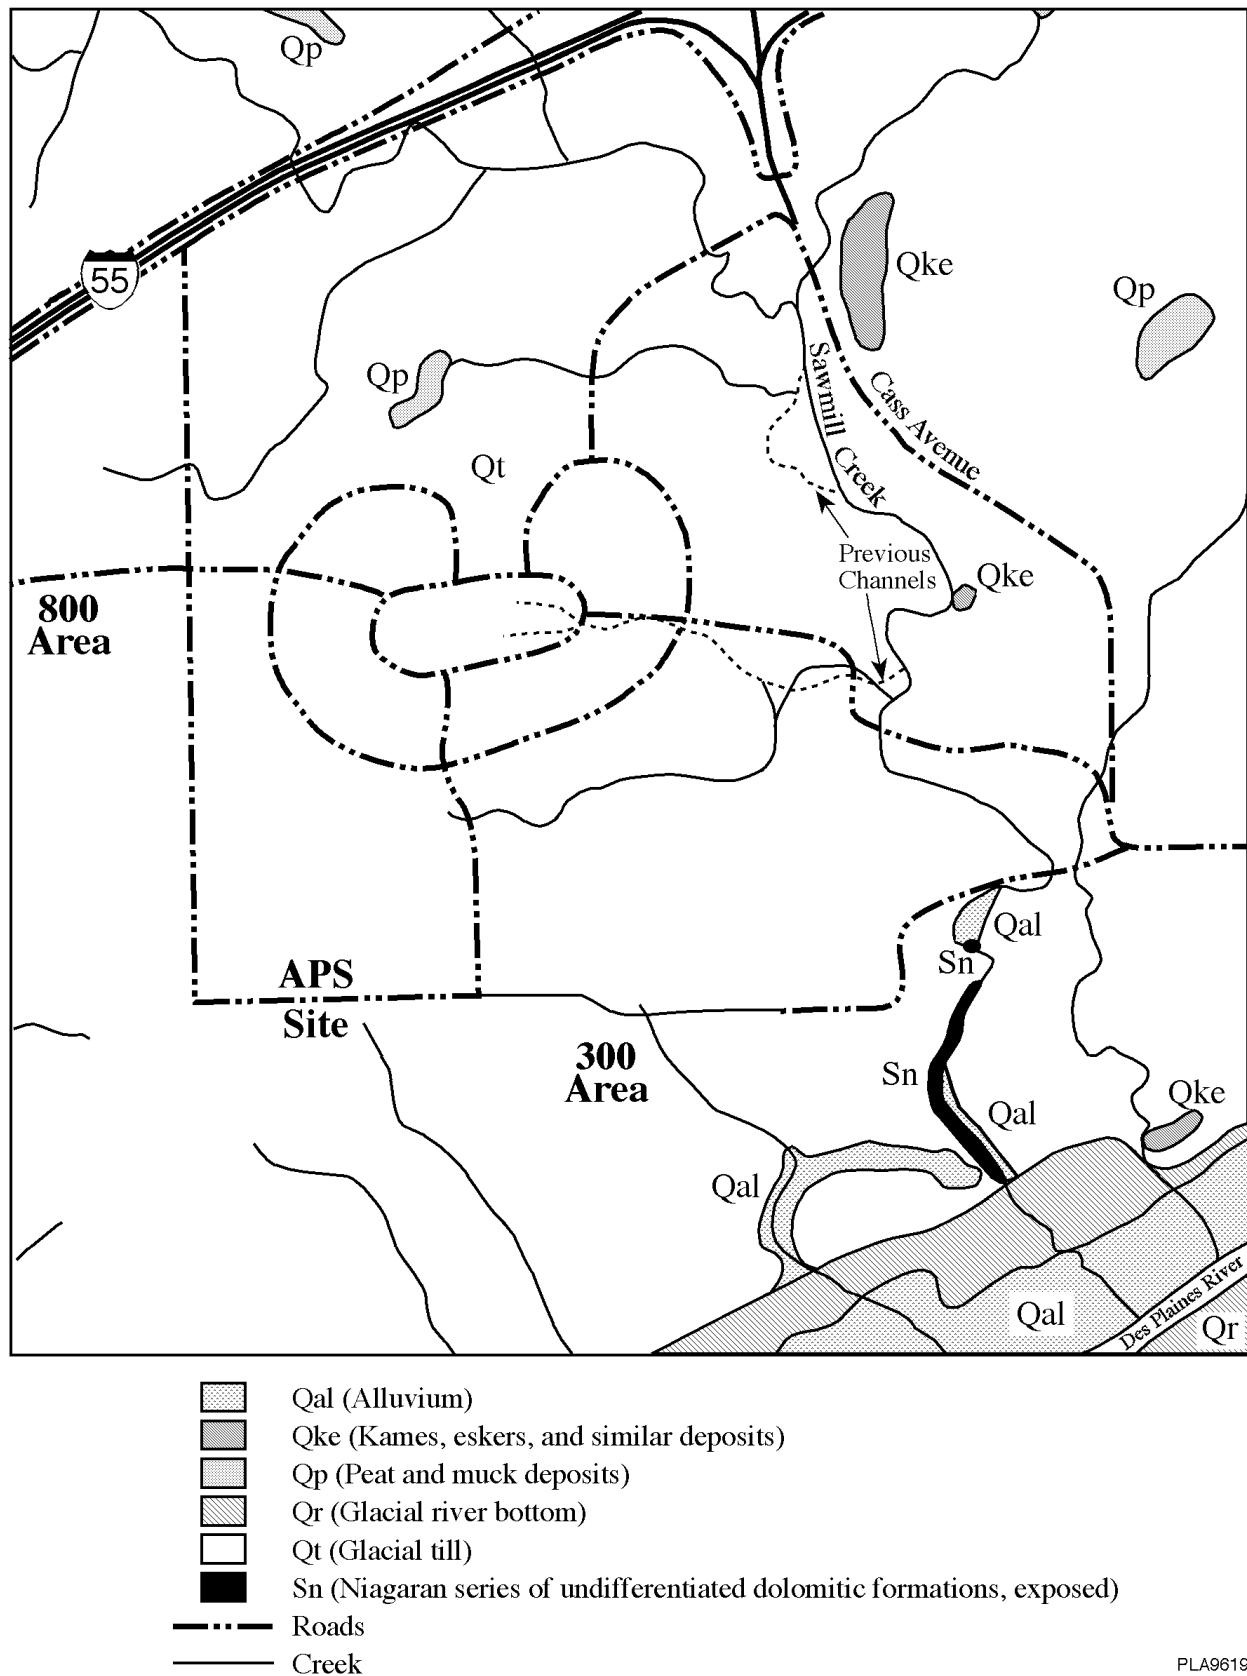 Qp
55
Qke
Qp
Qp
Sawmill Creek
Cass Avenue
Qt
Previous
Channels
Qke
800
Area
Qal
Sn
APS
Site
300
Area
Sn
Qal
Qke
Qal
Qal
Des Plaines River
Qr
Qal (Alluvium)
Qke (Kames, eskers, and similar deposits)
Qp (Peat and muck deposits)
Qr (Glacial river bottom)
Qt (Glacial till)
Sn (Niagaran series of undifferentiated dolomitic formations, exposed)
Roads
Creek
PLA9619